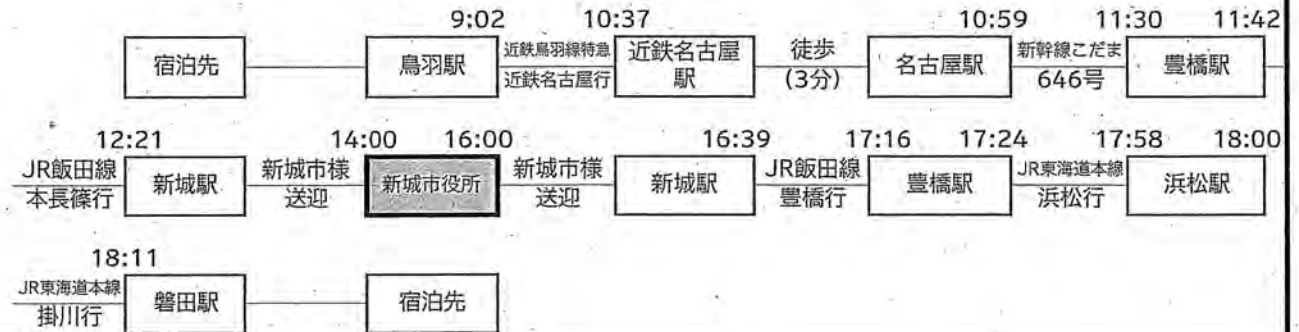 9:02 10:37 10:59 11:30 11:42
宿泊先 鳥羽駅 近鉄鳥羽線特急 近鉄名古屋行 近鉄名古屋駅 徒歩 (3分) 名古屋駅 新幹線こだま 646号 豊橋駅
12:21 14:00 16:00 16:39 17:16 17:24 17:58 18:00
JR飯田線 本長篠行 新城駅 新城市様 送迎 新城市役所 新城市様 送迎 新城駅 JR飯田線 豊橋行 豊橋駅 JR東海道本線 浜松行 浜松駅
18:11
JR東海道本線 掛川行 磐田駅 宿泊先